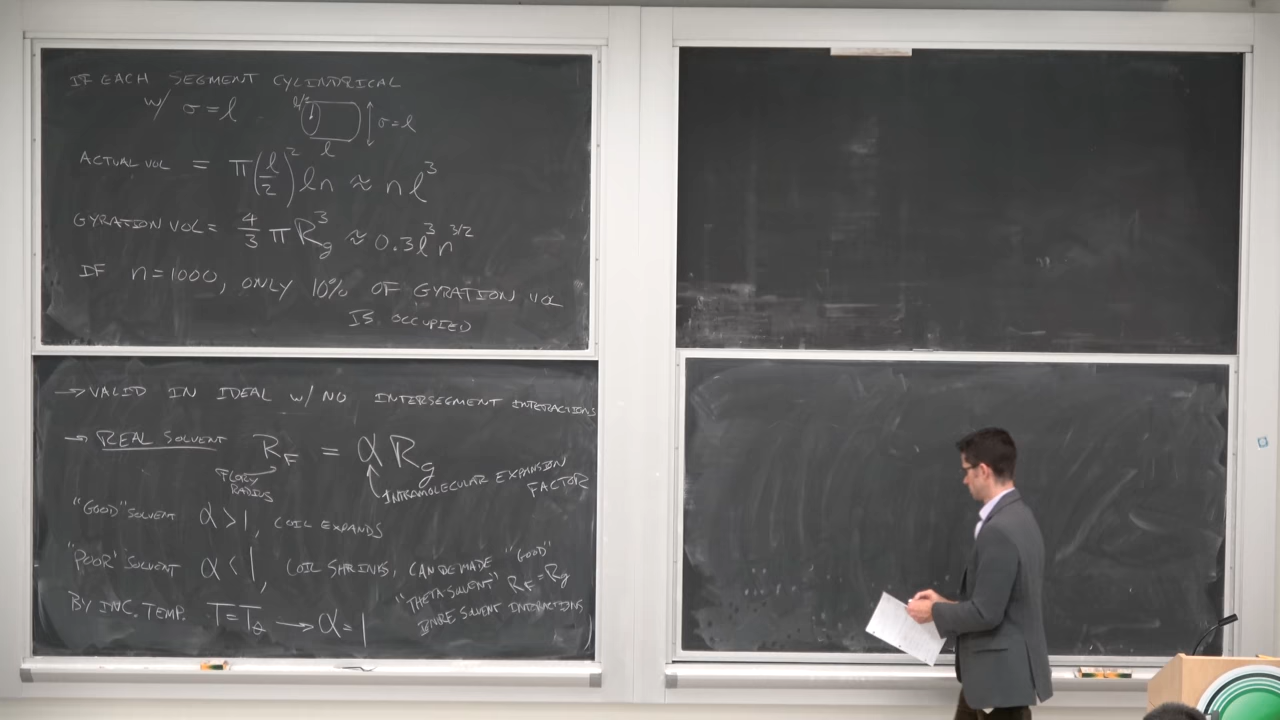 IF EACH SEGMENT CYLINDRICAL
w/ σ = l
l/2
σ = l
l
ACTUAL VOL = π(l/2)² l n ≈ n l³
GYRATION VOL = 4/3 π Rg³ ≈ 0.3 l³ n^3/2
IF n = 1000, ONLY 10% OF GYRATION VOL
IS OCCUPIED
→ VALID IN IDEAL w/ NO INTERSEGMENT INTERACTIONS
→ REAL SOLVENT R_F = α Rg
FLORY RADIUS
INTRAMOLECULAR EXPANSION FACTOR
"GOOD" SOLVENT α > 1, COIL EXPANDS
"POOR" SOLVENT α < 1, COIL SHRINKS, CAN BE MADE "GOOD"
BY INC. TEMP. T = Tθ → α = 1
"THETA SOLVENT" R_F = Rg
SOLVENT INTERACTIONS